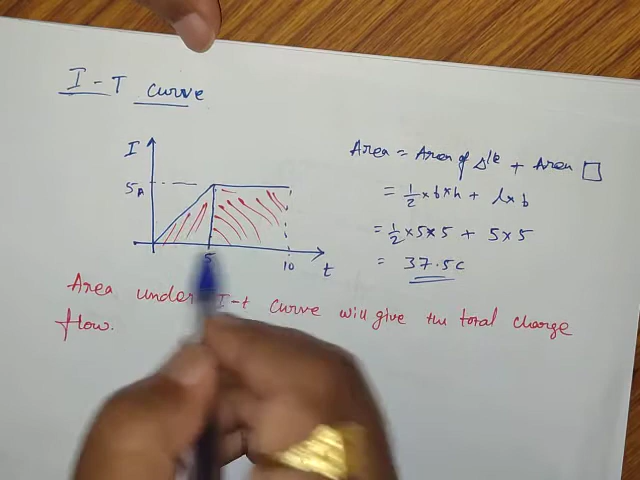 I - T curve
I
5A
5
10
t
Area = Area of Δle + Area □
= 1/2 × b × h + l × b
= 1/2 × 5 × 5 + 5 × 5
= 37.5C
Area under I-t curve will give the total charge
flow.